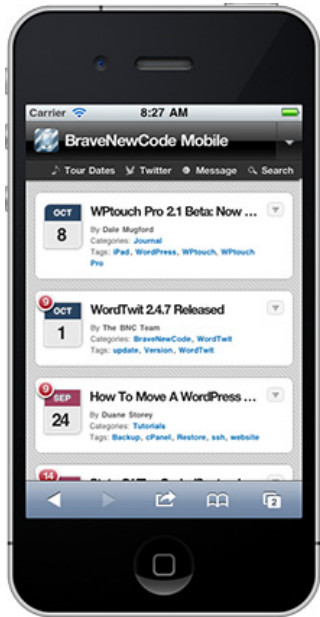 Carrier 8:27 AM
BraveNewCode Mobile
Tour Dates Twitter Message Search
OCT
8
WPtouch Pro 2.1 Beta: Now ...
By Dale Mugford
Categories: Journal
Tags: iPad, WordPress, WPtouch, WPtouch
Pro
9
OCT
1
WordTwit 2.4.7 Released
By The BNC Team
Categories: BraveNewCode, WordTwit
Tags: update, Version, WordTwit
9
SEP
24
How To Move A WordPress ...
By Duane Storey
Categories: Tutorials
Tags: Backup, cPanel, Restore, ssh, website
14
2